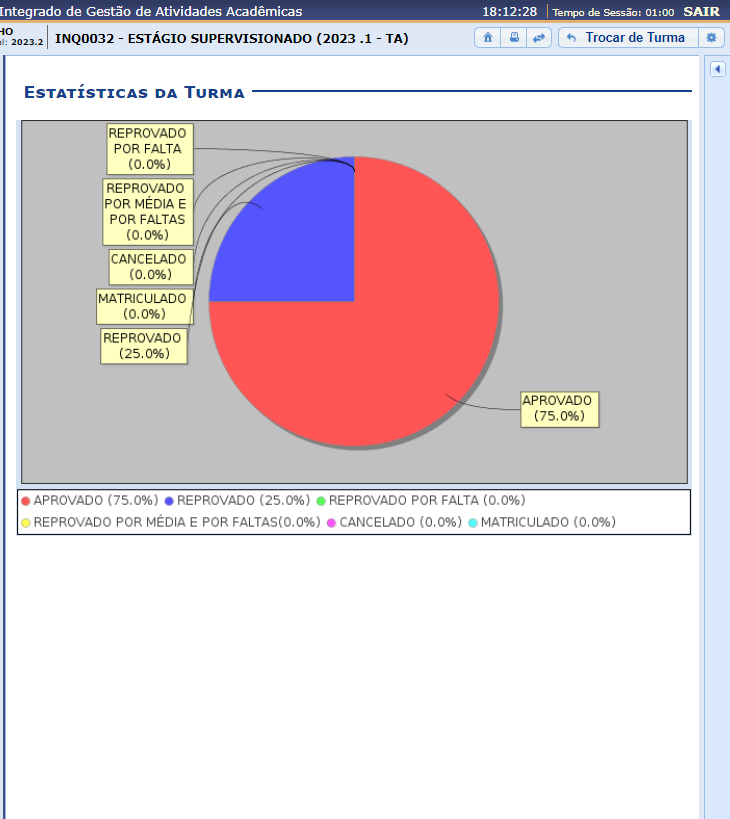 Integrado de Gestão de Atividades Acadêmicas 18:12:28 Tempo de Sessão: 01:00 SAIR
HO
el: 2023.2 INQ0032 - ESTÁGIO SUPERVISIONADO (2023 .1 - TA) Trocar de Turma
ESTATÍSTICAS DA TURMA
REPROVADO
POR FALTA
(0.0%)
REPROVADO
POR MÉDIA E
POR FALTAS
(0.0%)
CANCELADO
(0.0%)
MATRICULADO
(0.0%)
REPROVADO
(25.0%)
APROVADO
(75.0%)
APROVADO (75.0%) REPROVADO (25.0%) REPROVADO POR FALTA (0.0%)
REPROVADO POR MÉDIA E POR FALTAS(0.0%) CANCELADO (0.0%) MATRICULADO (0.0%)